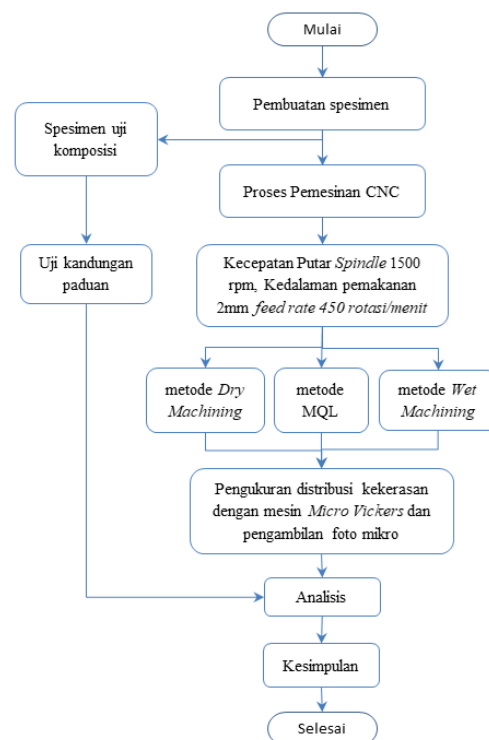 Mulai
Pembuatan spesimen
Spesimen uji
komposisi
Proses Pemesinan CNC
Uji kandungan
paduan
Kecepatan Putar Spindle 1500
rpm, Kedalaman pemakanan
2mm feed rate 450 rotasi/menit
metode Dry
Machining
metode
MQL
metode Wet
Machining
Pengukuran distribusi kekerasan
dengan mesin Micro Vickers dan
pengambilan foto mikro
Analisis
Kesimpulan
Selesai